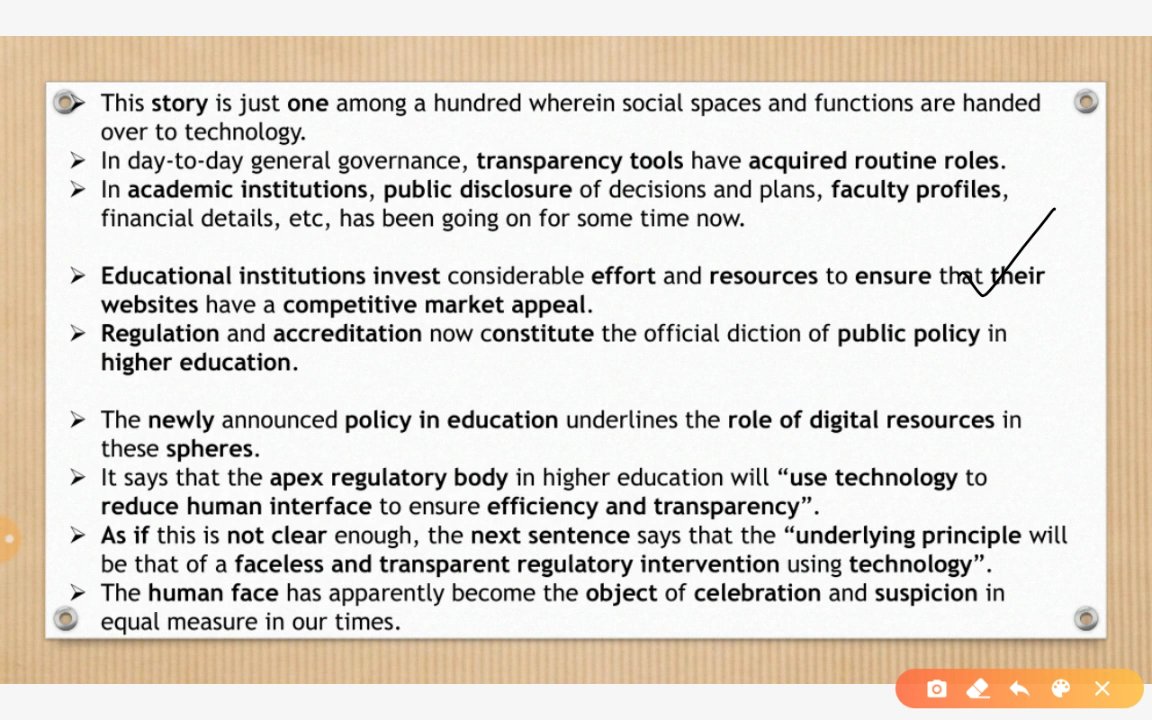 ➢ This story is just one among a hundred wherein social spaces and functions are handed
over to technology.
➢ In day-to-day general governance, transparency tools have acquired routine roles.
➢ In academic institutions, public disclosure of decisions and plans, faculty profiles,
financial details, etc, has been going on for some time now.
➢ Educational institutions invest considerable effort and resources to ensure that their
websites have a competitive market appeal.
➢ Regulation and accreditation now constitute the official diction of public policy in
higher education.
➢ The newly announced policy in education underlines the role of digital resources in
these spheres.
➢ It says that the apex regulatory body in higher education will “use technology to
reduce human interface to ensure efficiency and transparency”.
➢ As if this is not clear enough, the next sentence says that the “underlying principle will
be that of a faceless and transparent regulatory intervention using technology”.
➢ The human face has apparently become the object of celebration and suspicion in
equal measure in our times.